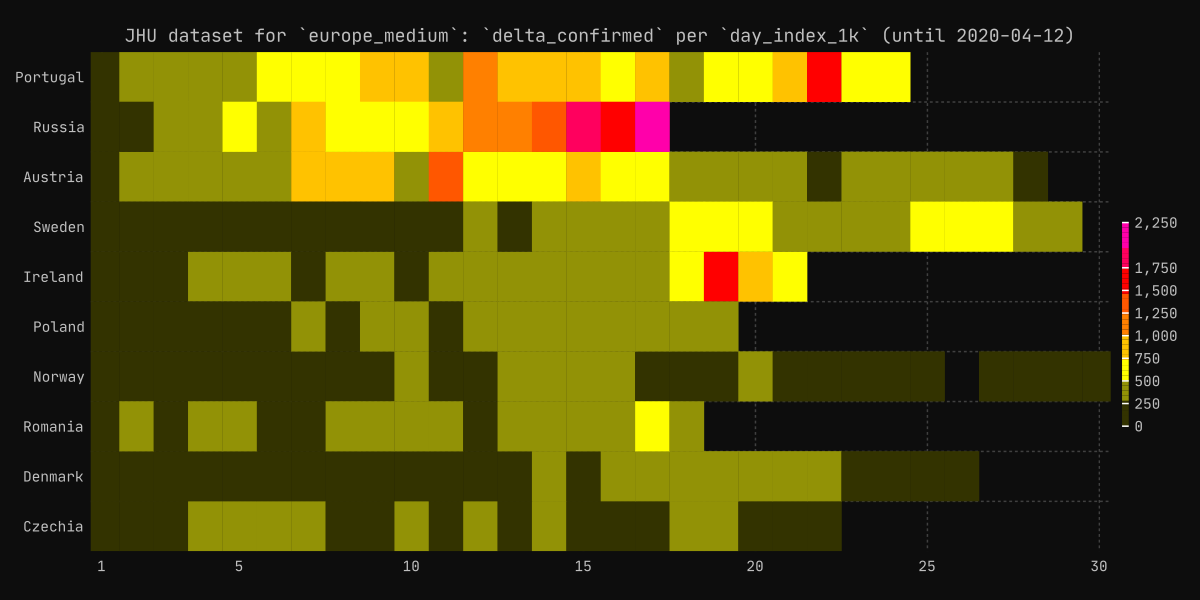 JHU dataset for `europe_medium`: `delta_confirmed` per `day_index_1k` (until 2020-04-12)
Portugal
Russia
Austria
Sweden
Ireland
Poland
Norway
Romania
Denmark
Czechia
1 5 10 15 20 25 30
2,250
1,750
1,500
1,250
1,000
750
500
250
0